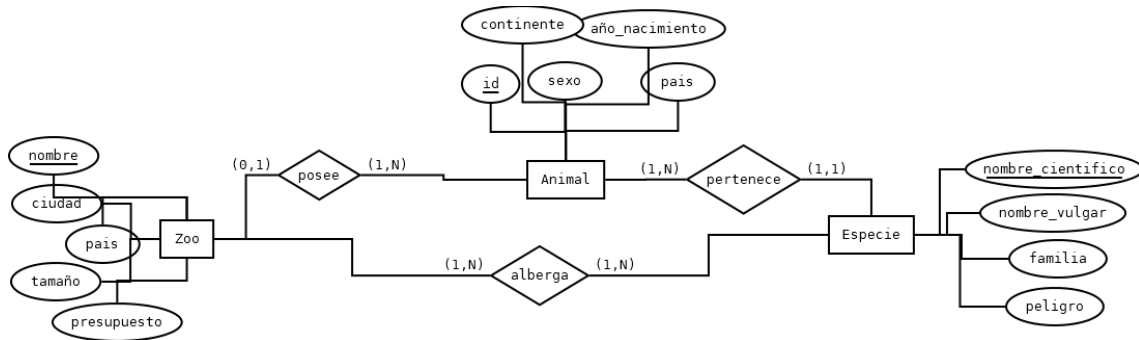 continente
año_nacimiento
id
sexo
pais
nombre
(0,1)
posee
(1,N)
Animal
(1,N)
pertenece
(1,1)
nombre_cientifico
ciudad
nombre_vulgar
pais
Zoo
Especie
familia
tamaño
(1,N)
alberga
(1,N)
peligro
presupuesto